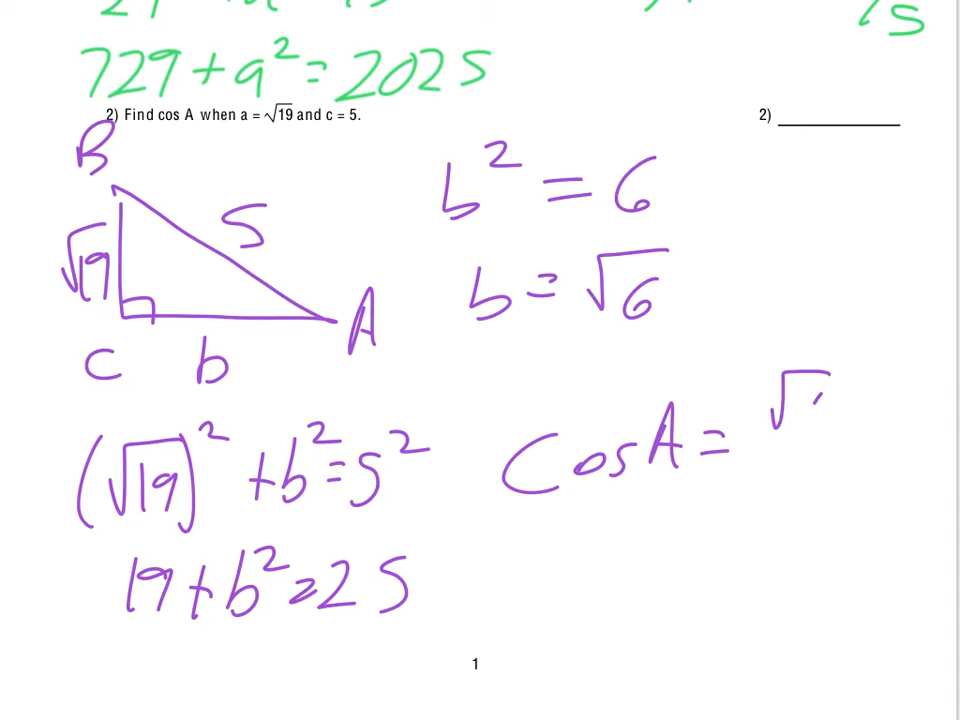 729 + a² = 2025
2) Find cos A when a = √19 and c = 5.
2) ____________
B
√19
5
A
C
b
b² = 6
b = √6
(√19)² + b² = 5²
19 + b² = 25
cos A = √
1